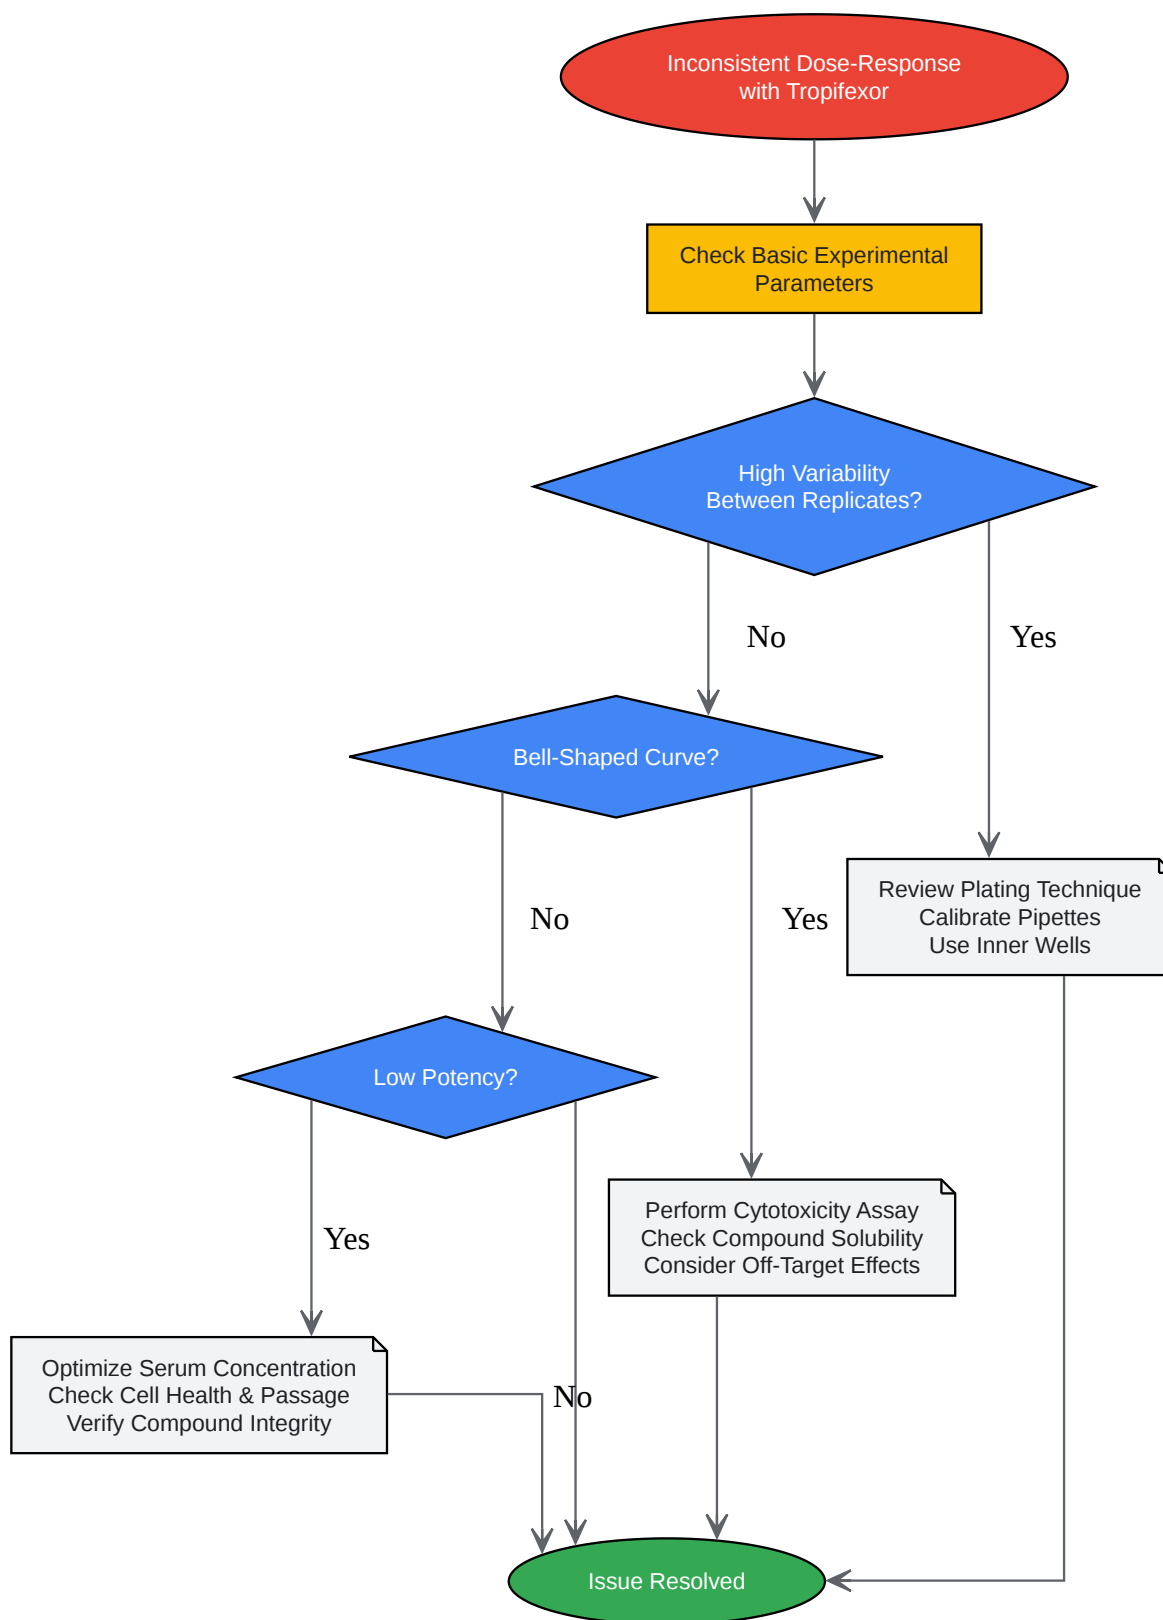 Inconsistent Dose-Response
with Tropifexor
Check Basic Experimental
Parameters
High Variability
Between Replicates?
No
Yes
Bell-Shaped Curve?
No
Yes
Review Plating Technique
Calibrate Pipettes
Use Inner Wells
Low Potency?
Yes
Perform Cytotoxicity Assay
Check Compound Solubility
Consider Off-Target Effects
Optimize Serum Concentration
Check Cell Health & Passage
Verify Compound Integrity
No
Issue Resolved